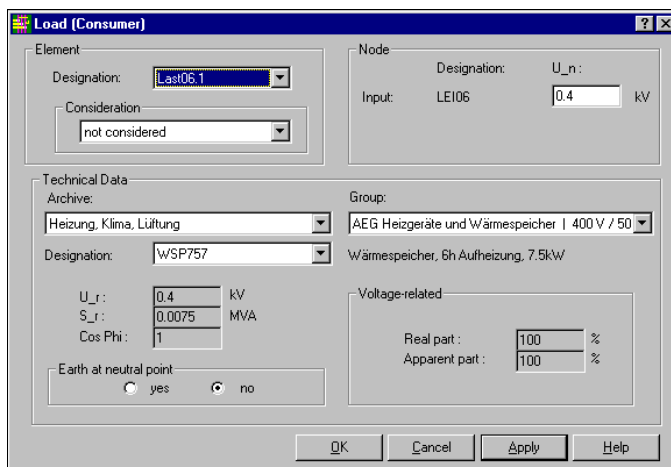 Load (Consumer)
Element
Designation: Last06.1
Consideration
not considered
Node
Designation: U_n :
Input: LEI06 0.4 kV
Technical Data
Archive:
Heizung, Klima, Lüftung
Group:
AEG Heizgeräte und Wärmespeicher | 400 V / 50
Designation: WSP757
Wärmespeicher, 6h Aufheizung, 7.5kW
U_r : 0.4 kV
S_r : 0.0075 MVA
Cos Phi : 1
Earth at neutral point
yes no
Voltage-related
Real part : 100 %
Apparent part : 100 %
OK Cancel Apply Help